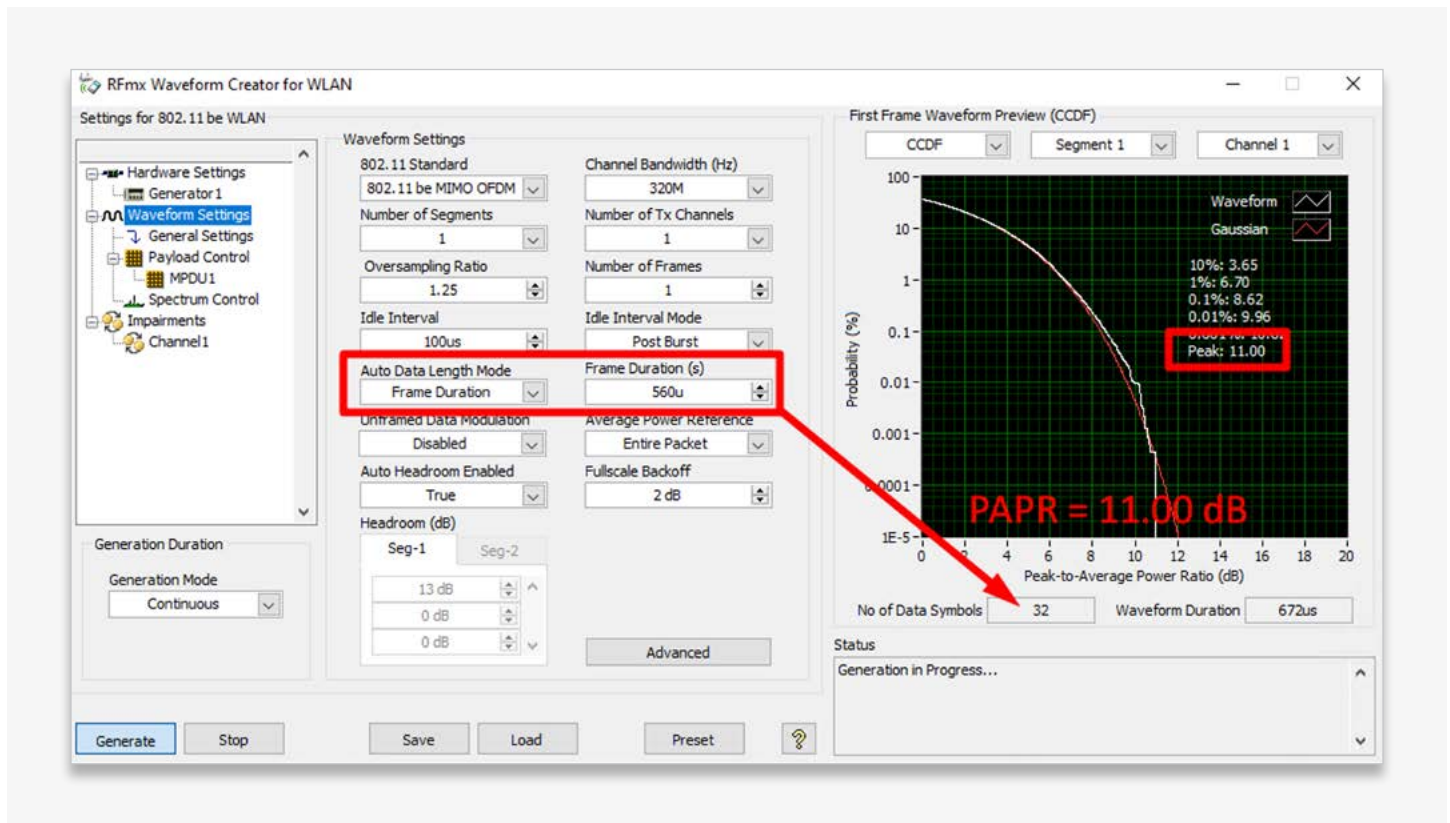 RFmx Waveform Creator for WLAN
Settings for 802.11be WLAN
Hardware Settings
Generator1
Waveform Settings
General Settings
Payload Control
MPDU1
Spectrum Control
Impairments
Channel1
Generation Duration
Generation Mode
Continuous
Waveform Settings
802.11 Standard
Channel Bandwidth (Hz)
802.11be MIMO OFDM
320M
Number of Segments
Number of Tx Channels
1
1
Oversampling Ratio
Number of Frames
1.25
1
Idle Interval
Idle Interval Mode
100us
Post Burst
Auto Data Length Mode
Frame Duration (s)
Frame Duration
560u
Unframed Data Modulation
Average Power Reference
Disabled
Entire Packet
Auto Headroom Enabled
Fullscale Backoff
True
2 dB
Headroom (dB)
Seg-1
Seg-2
13 dB
0 dB
0 dB
Advanced
First Frame Waveform Preview (CCDF)
CCDF
Segment 1
Channel 1
Waveform
Gaussian
10%: 3.65
1%: 6.70
0.1%: 8.62
0.01%: 9.96
Peak: 11.00
Probability (%)
100
10
1
0.1
0.01
0.001
0.0001
1E-5
PAPR = 11.00 dB
0 2 4 6 8 10 12 14 16 18 20
Peak-to-Average Power Ratio (dB)
No of Data Symbols
32
Waveform Duration
672us
Status
Generation in Progress...
Generate
Stop
Save
Load
Preset
?